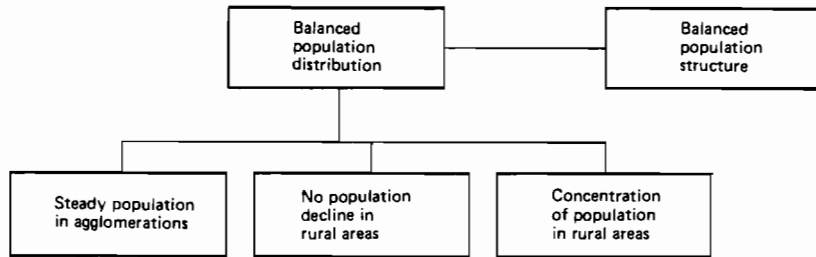 Balanced
population
distribution
Balanced
population
structure
Steady population
in agglomerations
No population
decline in
rural areas
Concentration
of population
in rural areas